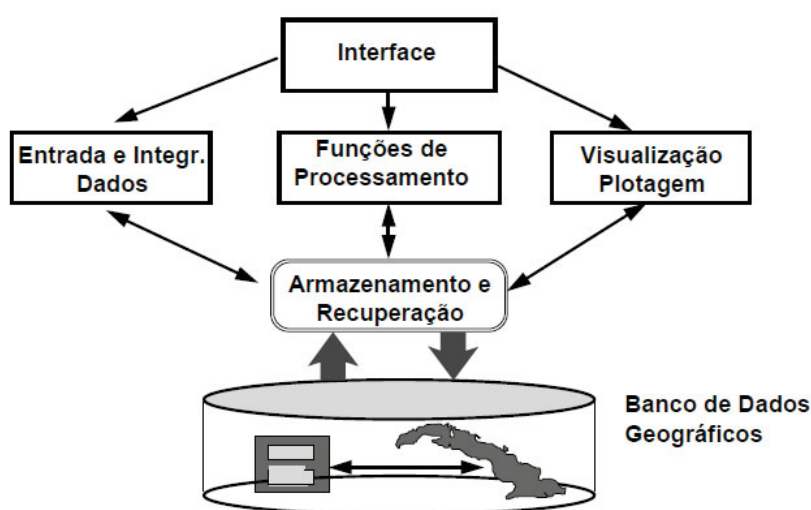 Interface
Entrada e Integr.
Dados
Funções de
Processamento
Visualização
Plotagem
Armazenamento e
Recuperação
Banco de Dados
Geográficos